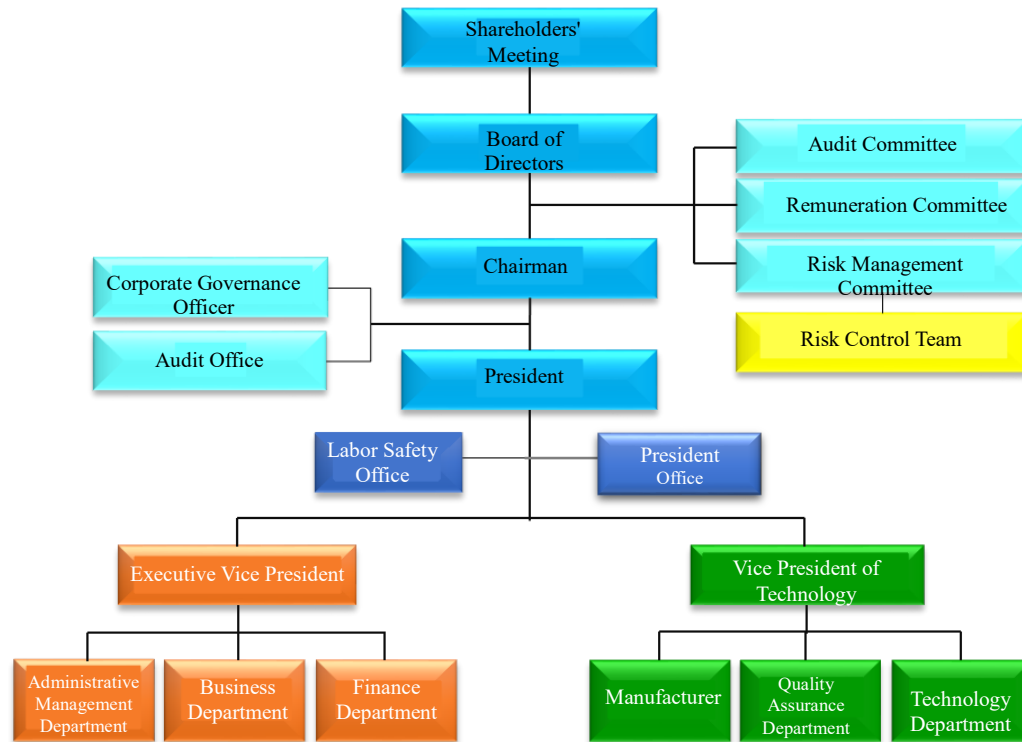 Shareholders'
Meeting
Board of
Directors
Audit Committee
Remuneration Committee
Chairman
Risk Management
Committee
Corporate Governance
Officer
Risk Control Team
Audit Office
President
Labor Safety
Office
President
Office
Executive Vice President
Vice President of
Technology
Administrative
Management
Department
Business
Department
Finance
Department
Manufacturer
Quality
Assurance
Department
Technology
Department